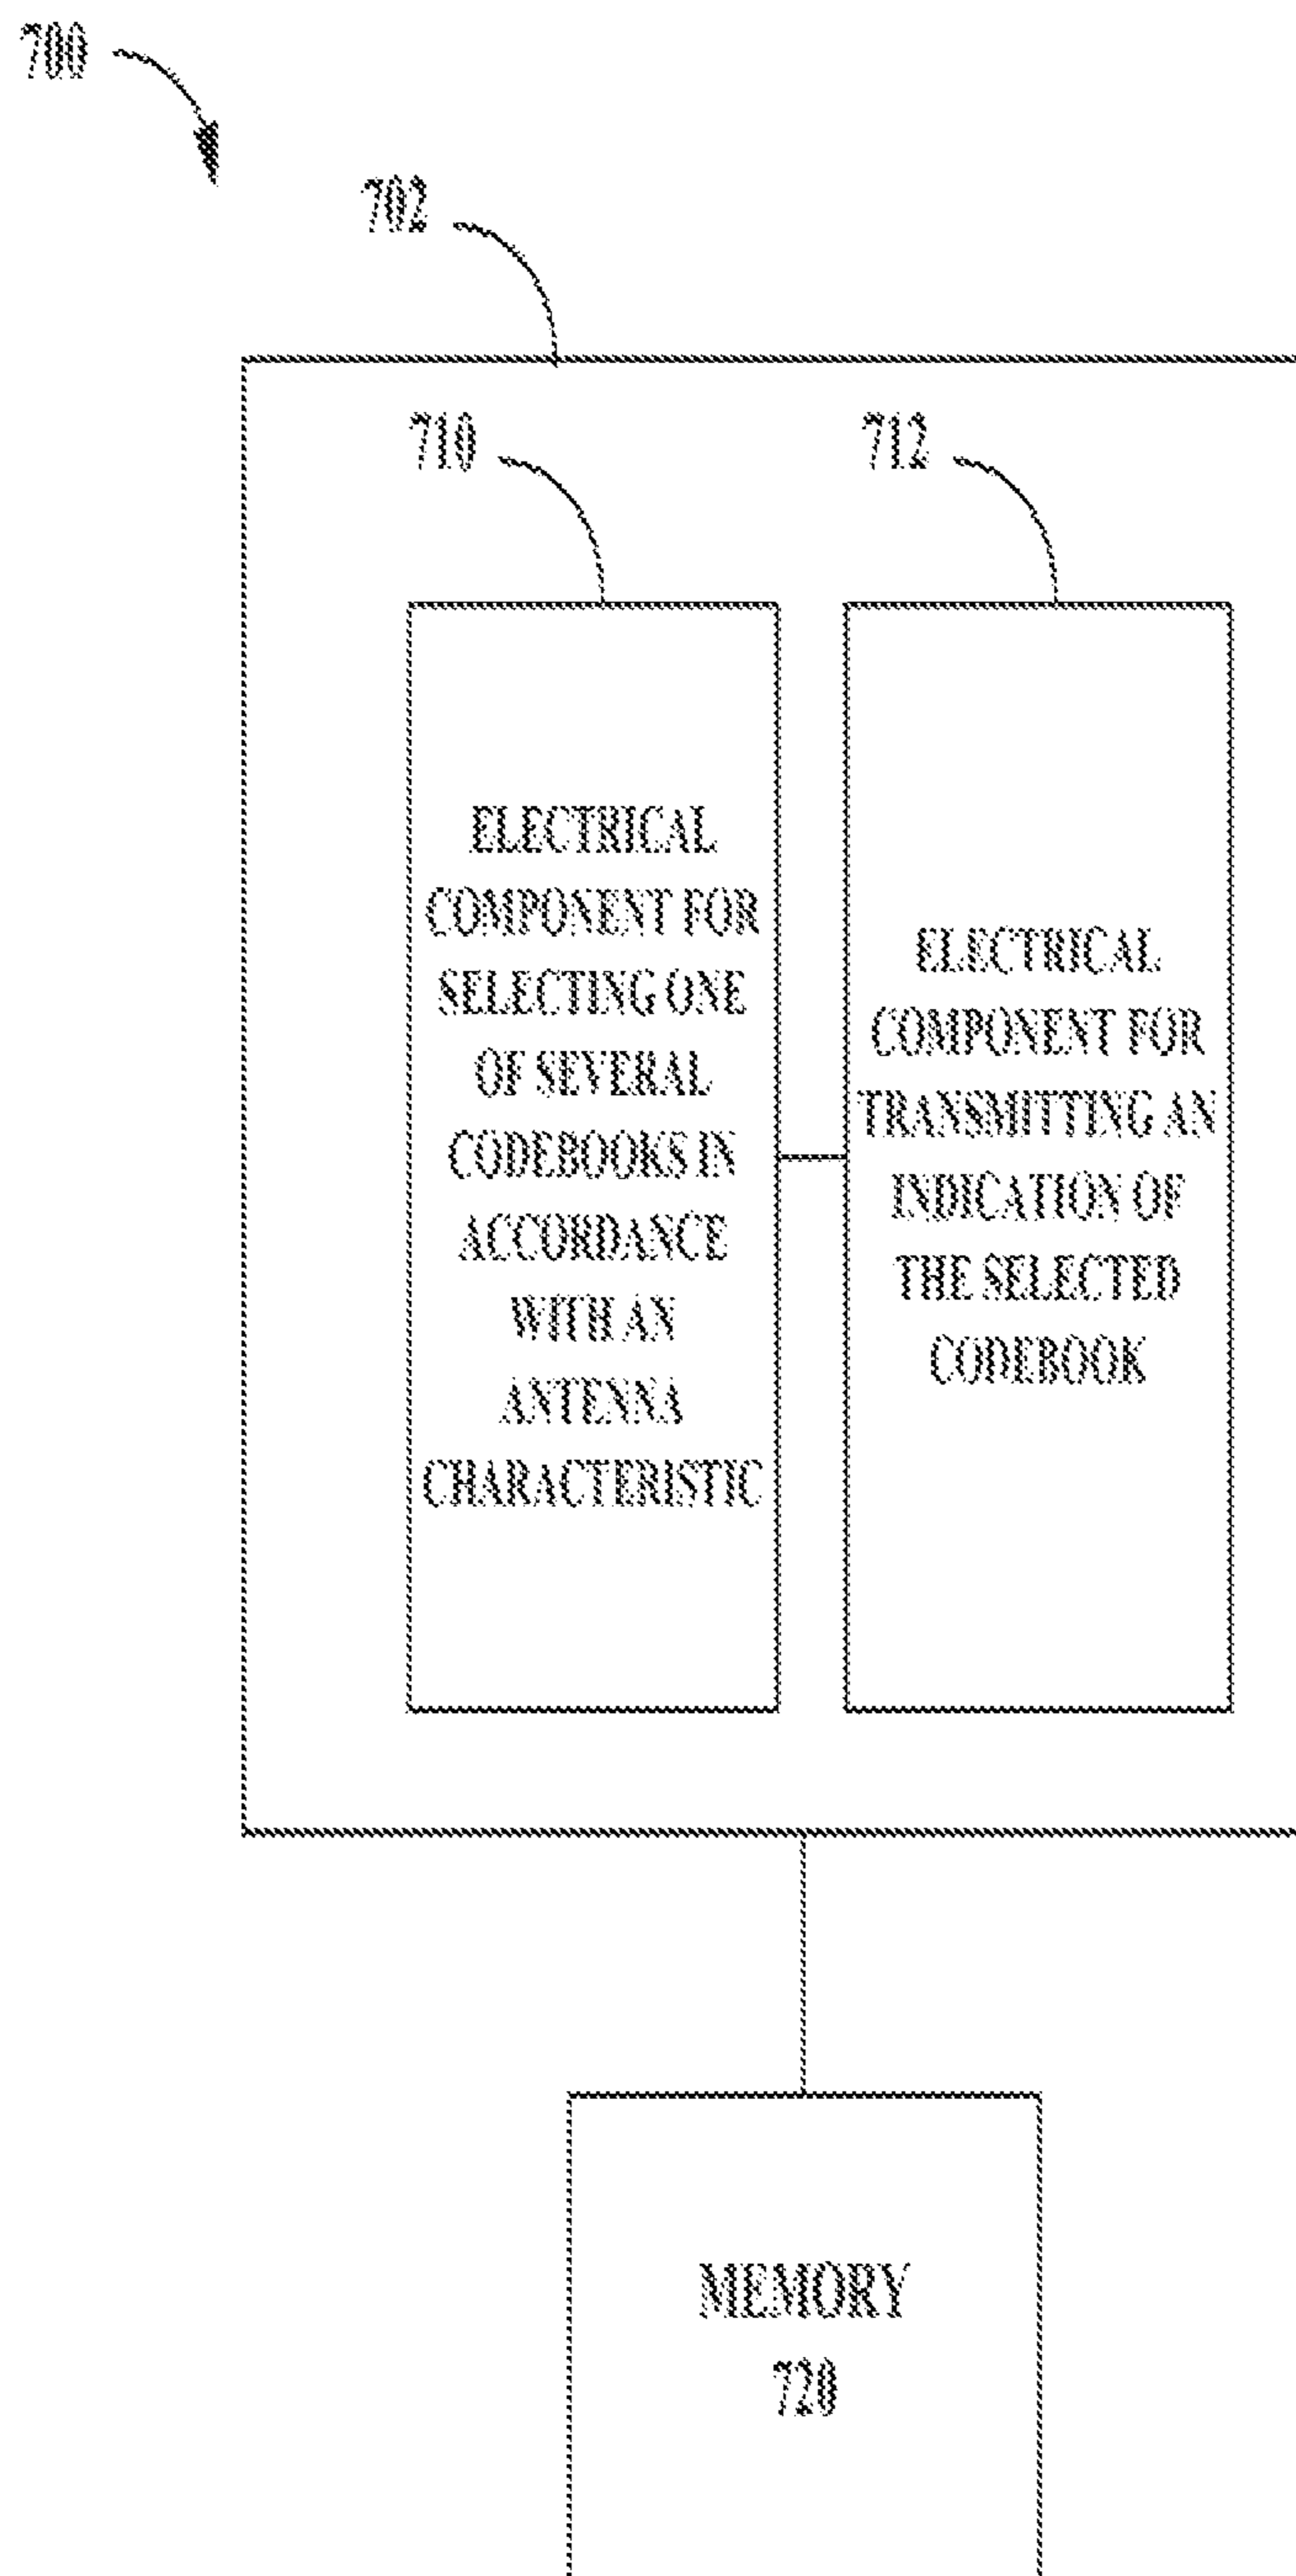 700
702
710
712
ELECTRICAL
COMPONENT FOR
SELECTING ONE
OF SEVERAL
CODEBOOKS IN
ACCORDANCE
WITH AN
ANTENNA
CHARACTERISTIC
ELECTRICAL
COMPONENT FOR
TRANSMITTING AN
INDICATION OF
THE SELECTED
CODEBOOK
MEMORY
720